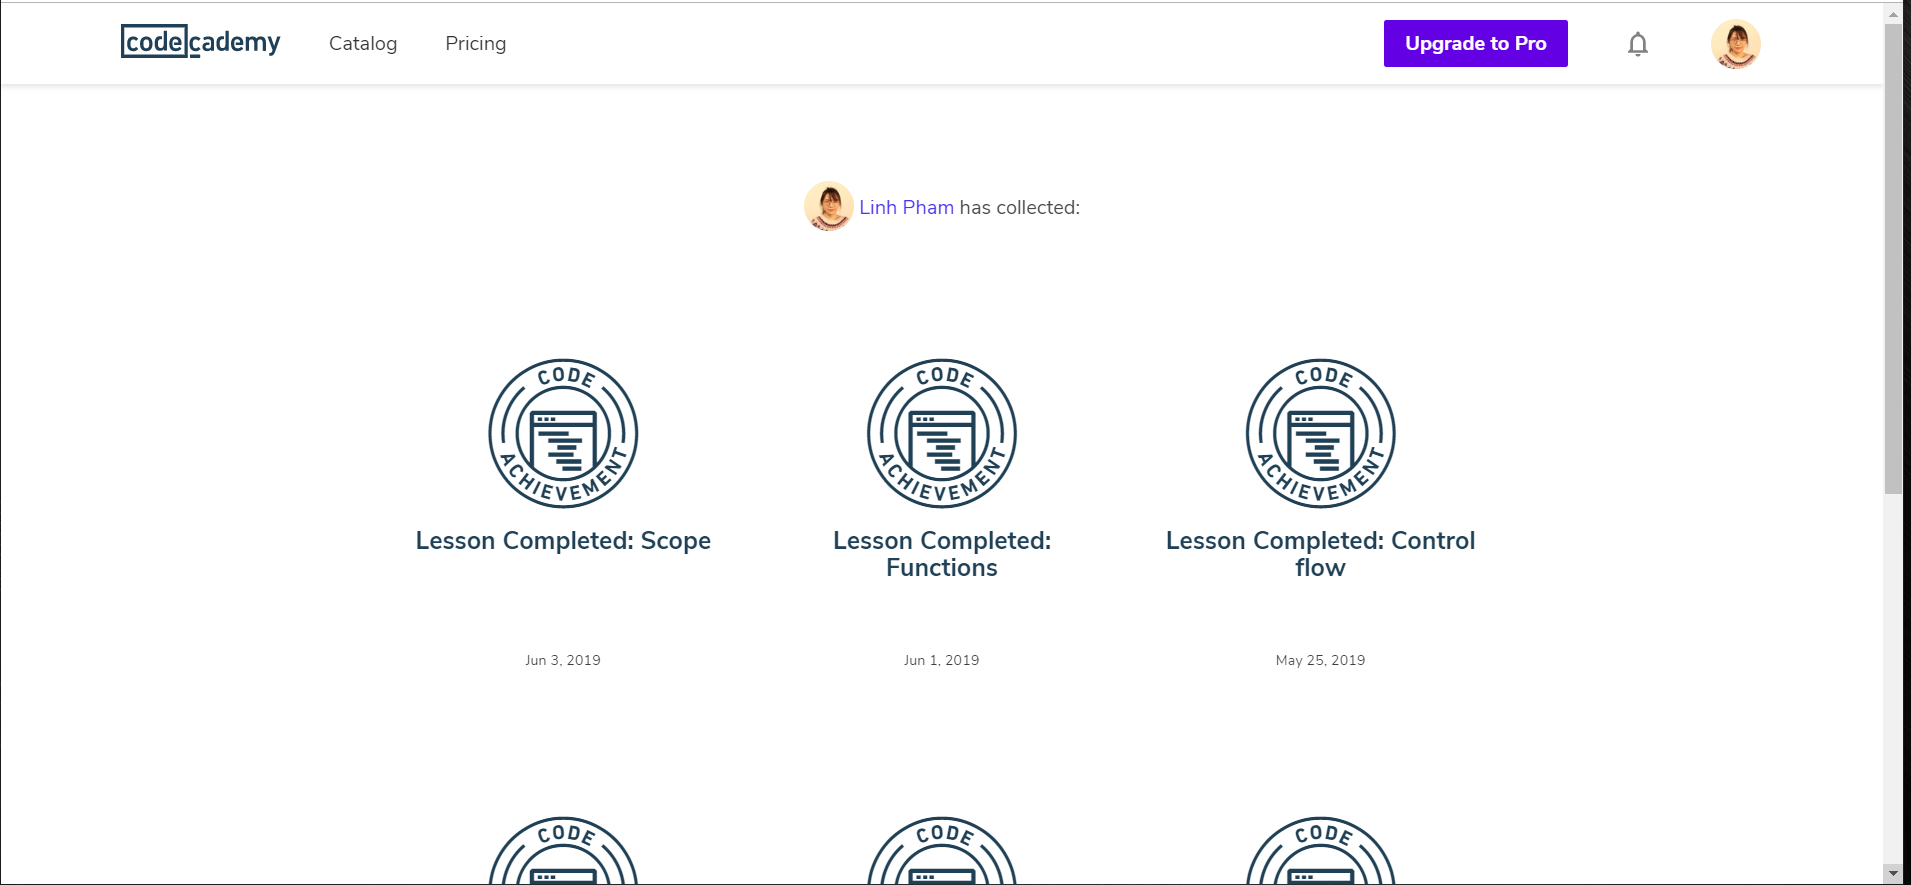 codecademy Catalog Pricing Upgrade to Pro
Linh Pham has collected:
CODE ACHIEVEMENT
Lesson Completed: Scope
Jun 3, 2019
CODE ACHIEVEMENT
Lesson Completed:
Functions
Jun 1, 2019
CODE ACHIEVEMENT
Lesson Completed: Control
flow
May 25, 2019
CODE
CODE
CODE